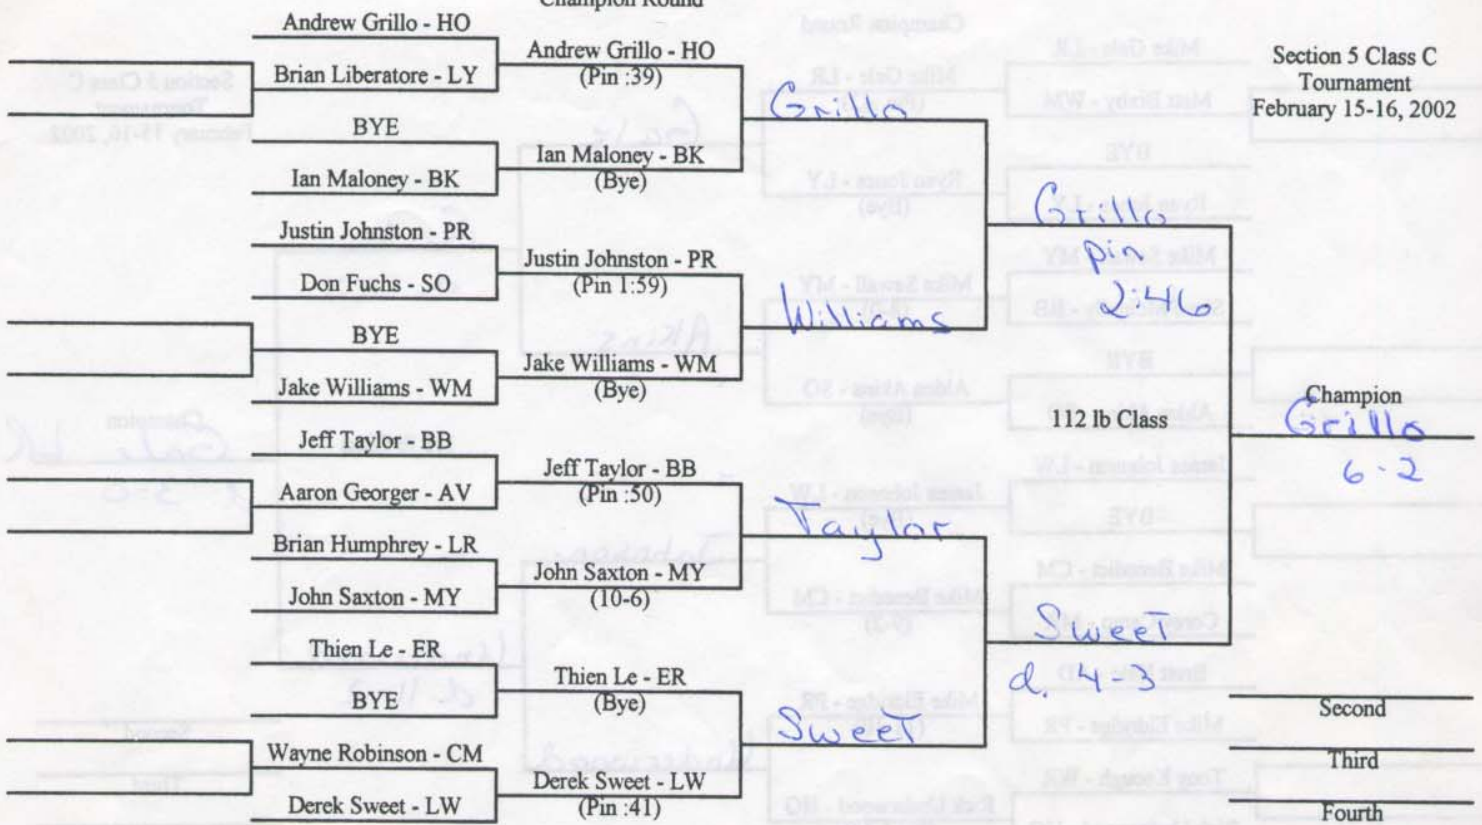 Champion Round
Section 5 Class C
Tournament
February 15-16, 2002
Andrew Grillo - HO
Brian Liberatore - LY
BYE
Ian Maloney - BK
Justin Johnston - PR
Don Fuchs - SO
BYE
Jake Williams - WM
Jeff Taylor - BB
Aaron Georger - AV
Brian Humphrey - LR
John Saxton - MY
Thien Le - ER
BYE
Wayne Robinson - CM
Derek Sweet - LW
Andrew Grillo - HO
(Pin :39)
Ian Maloney - BK
(Bye)
Justin Johnston - PR
(Pin 1:59)
Jake Williams - WM
(Bye)
Jeff Taylor - BB
(Pin :50)
John Saxton - MY
(10-6)
Thien Le - ER
(Bye)
Derek Sweet - LW
(Pin :41)
Grillo
Williams
Taylor
Sweet
Grillo
pin
2:46
112 lb Class
Sweet
d. 4-3
Champion
Grillo
6-2
Second
Third
Fourth